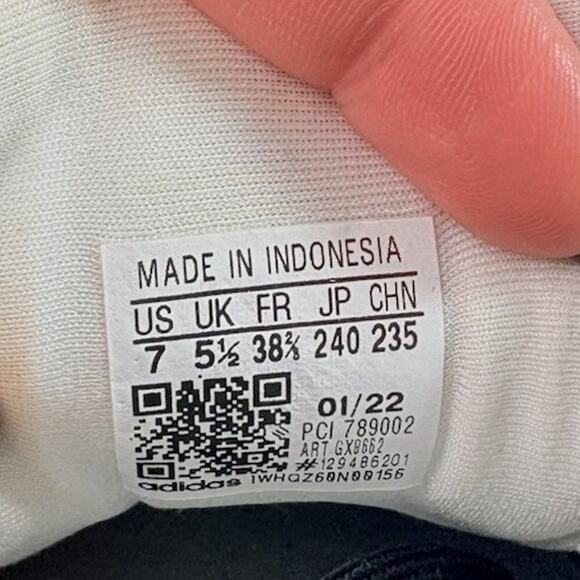 MADE IN INDONESIA
US UK FR JP CHN
7 5½ 38⅔ 240 235
01/22
PCI 789002
ART GX8662
#129486201
adidas 1WHQZ60N00156